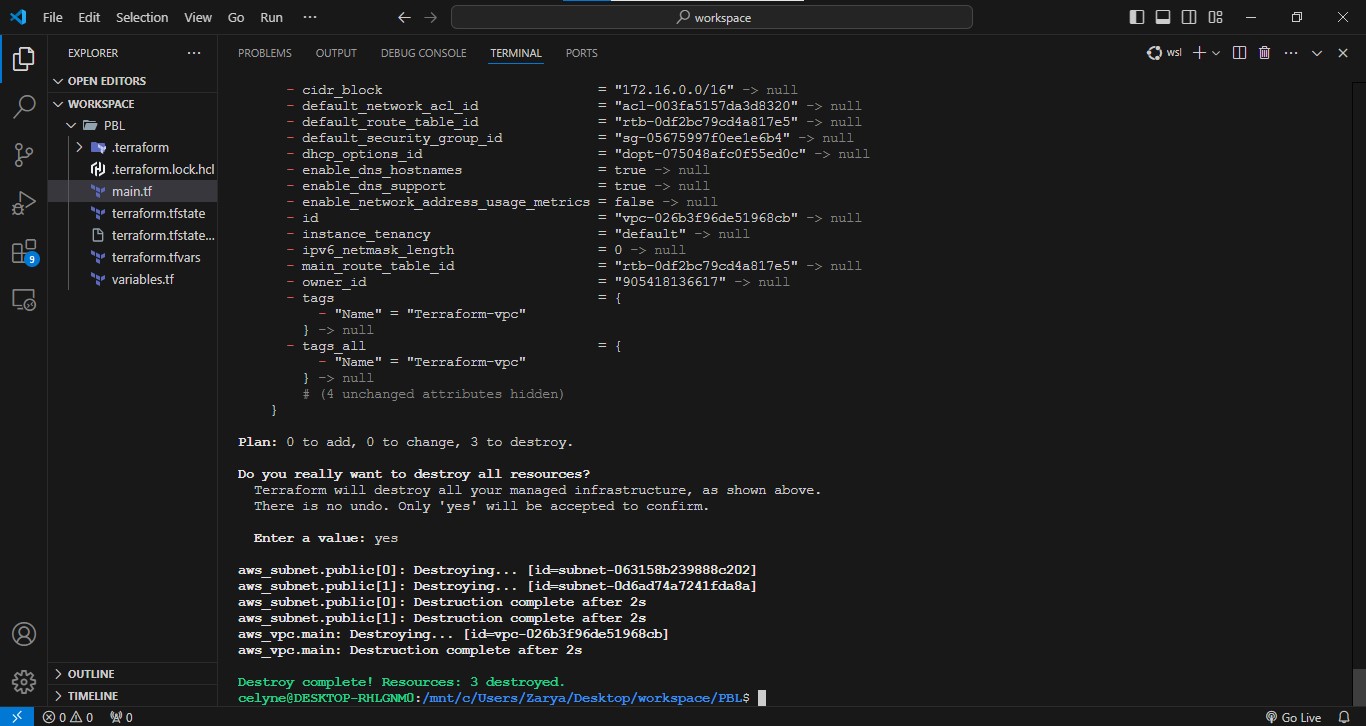 File Edit Selection View Go Run ··· workspace
EXPLORER ···
OPEN EDITORS
WORKSPACE
PBL
.terraform
.terraform.lock.hcl
main.tf
terraform.tfstate
terraform.tfstate...
terraform.tfvars
variables.tf
9
OUTLINE
TIMELINE
PROBLEMS OUTPUT DEBUG CONSOLE TERMINAL PORTS wsl
- cidr_block = "172.16.0.0/16" -> null
- default_network_acl_id = "acl-003fa5157da3d8320" -> null
- default_route_table_id = "rtb-0df2bc79cd4a817e5" -> null
- default_security_group_id = "sg-05675997f0ee1e6b4" -> null
- dhcp_options_id = "dopt-075048afc0f55ed0c" -> null
- enable_dns_hostnames = true -> null
- enable_dns_support = true -> null
- enable_network_address_usage_metrics = false -> null
- id = "vpc-026b3f96de51968cb" -> null
- instance_tenancy = "default" -> null
- ipv6_netmask_length = 0 -> null
- main_route_table_id = "rtb-0df2bc79cd4a817e5" -> null
- owner_id = "905418136617" -> null
- tags = {
- "Name" = "Terraform-vpc"
} -> null
- tags_all = {
- "Name" = "Terraform-vpc"
} -> null
# (4 unchanged attributes hidden)
}
Plan: 0 to add, 0 to change, 3 to destroy.
Do you really want to destroy all resources?
Terraform will destroy all your managed infrastructure, as shown above.
There is no undo. Only 'yes' will be accepted to confirm.
Enter a value: yes
aws_subnet.public[0]: Destroying... [id=subnet-063158b239888c202]
aws_subnet.public[1]: Destroying... [id=subnet-0d6ad74a7241fda8a]
aws_subnet.public[0]: Destruction complete after 2s
aws_subnet.public[1]: Destruction complete after 2s
aws_vpc.main: Destroying... [id=vpc-026b3f96de51968cb]
aws_vpc.main: Destruction complete after 2s
Destroy complete! Resources: 3 destroyed.
celyne@DESKTOP-RHLGNM0:/mnt/c/Users/Zarya/Desktop/workspace/PBL$
0 0 0 Go Live